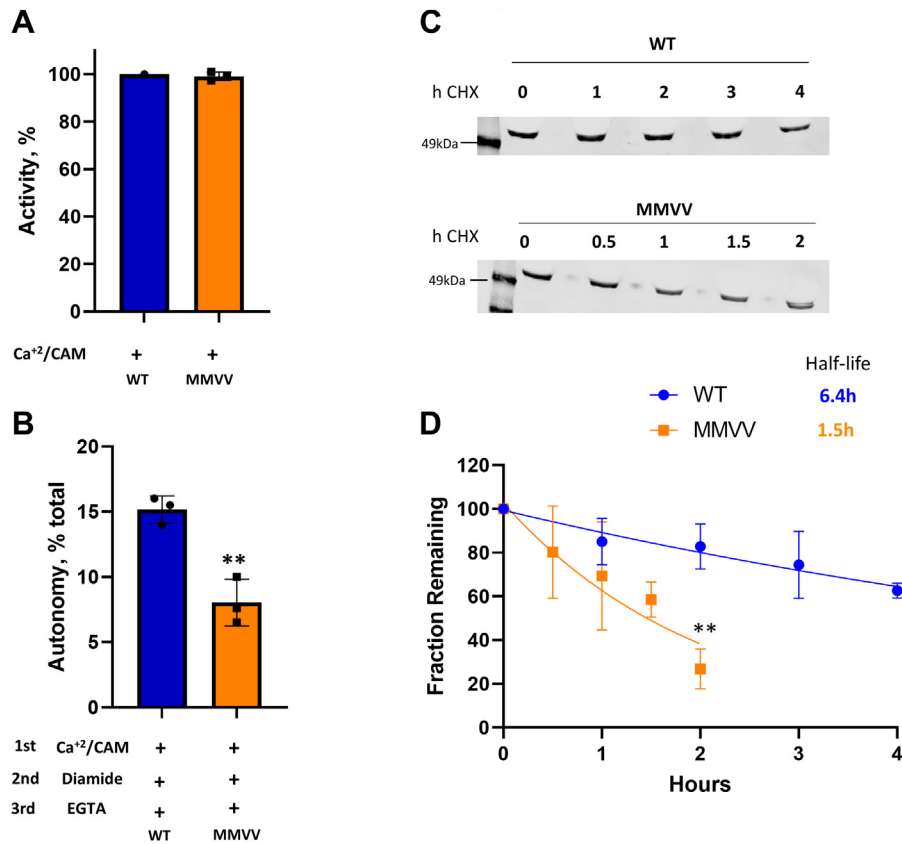 A
Activity, %
100
80
60
40
20
0
Ca⁺²/CAM + +
WT MMVV
B
Autonomy, % total
20
15
10
5
0
**
1st Ca⁺²/CAM + +
2nd Diamide + +
3rd EGTA + +
WT MMVV
C
WT
h CHX 0 1 2 3 4
49kDa
MMVV
h CHX 0 0.5 1 1.5 2
49kDa
Half-life
WT 6.4h
MMVV 1.5h
D
Fraction Remaining
120
100
80
60
40
20
0
**
0 1 2 3 4
Hours